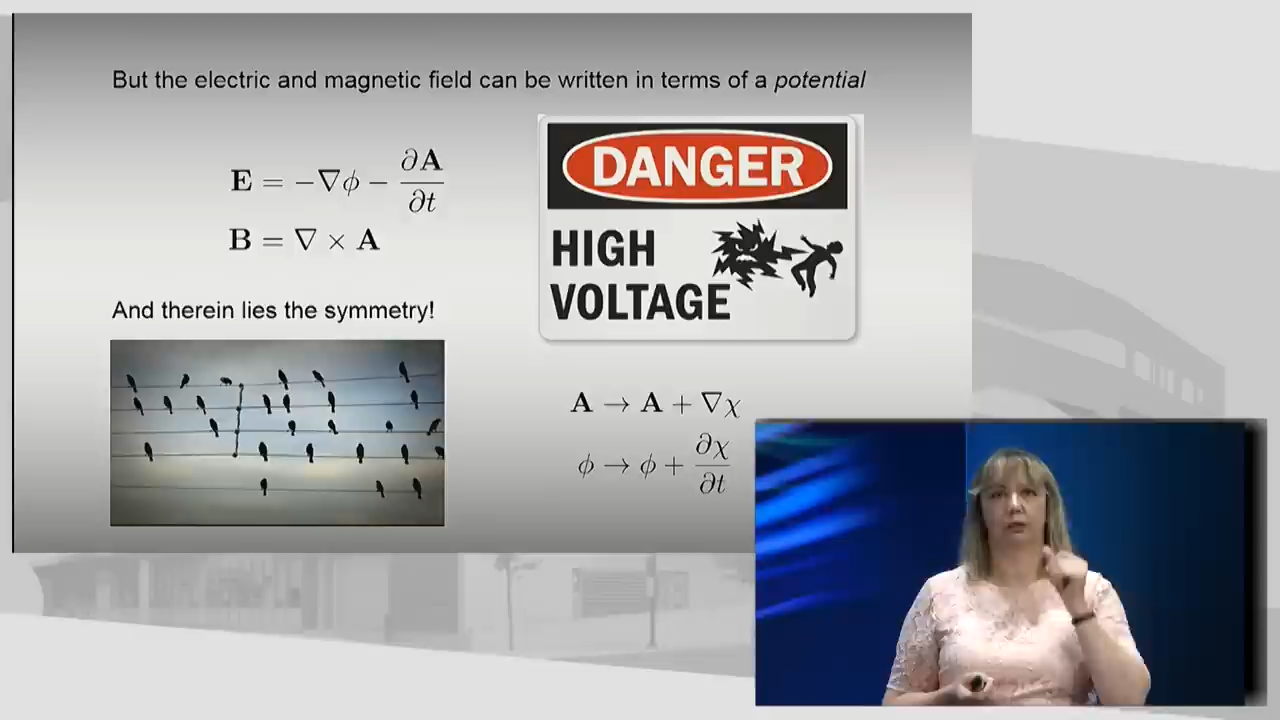 But the electric and magnetic field can be written in terms of a potential
E = −∇ϕ − ∂A/∂t
B = ∇ × A
And therein lies the symmetry!
DANGER
HIGH
VOLTAGE
A → A + ∇χ
ϕ → ϕ + ∂χ/∂t